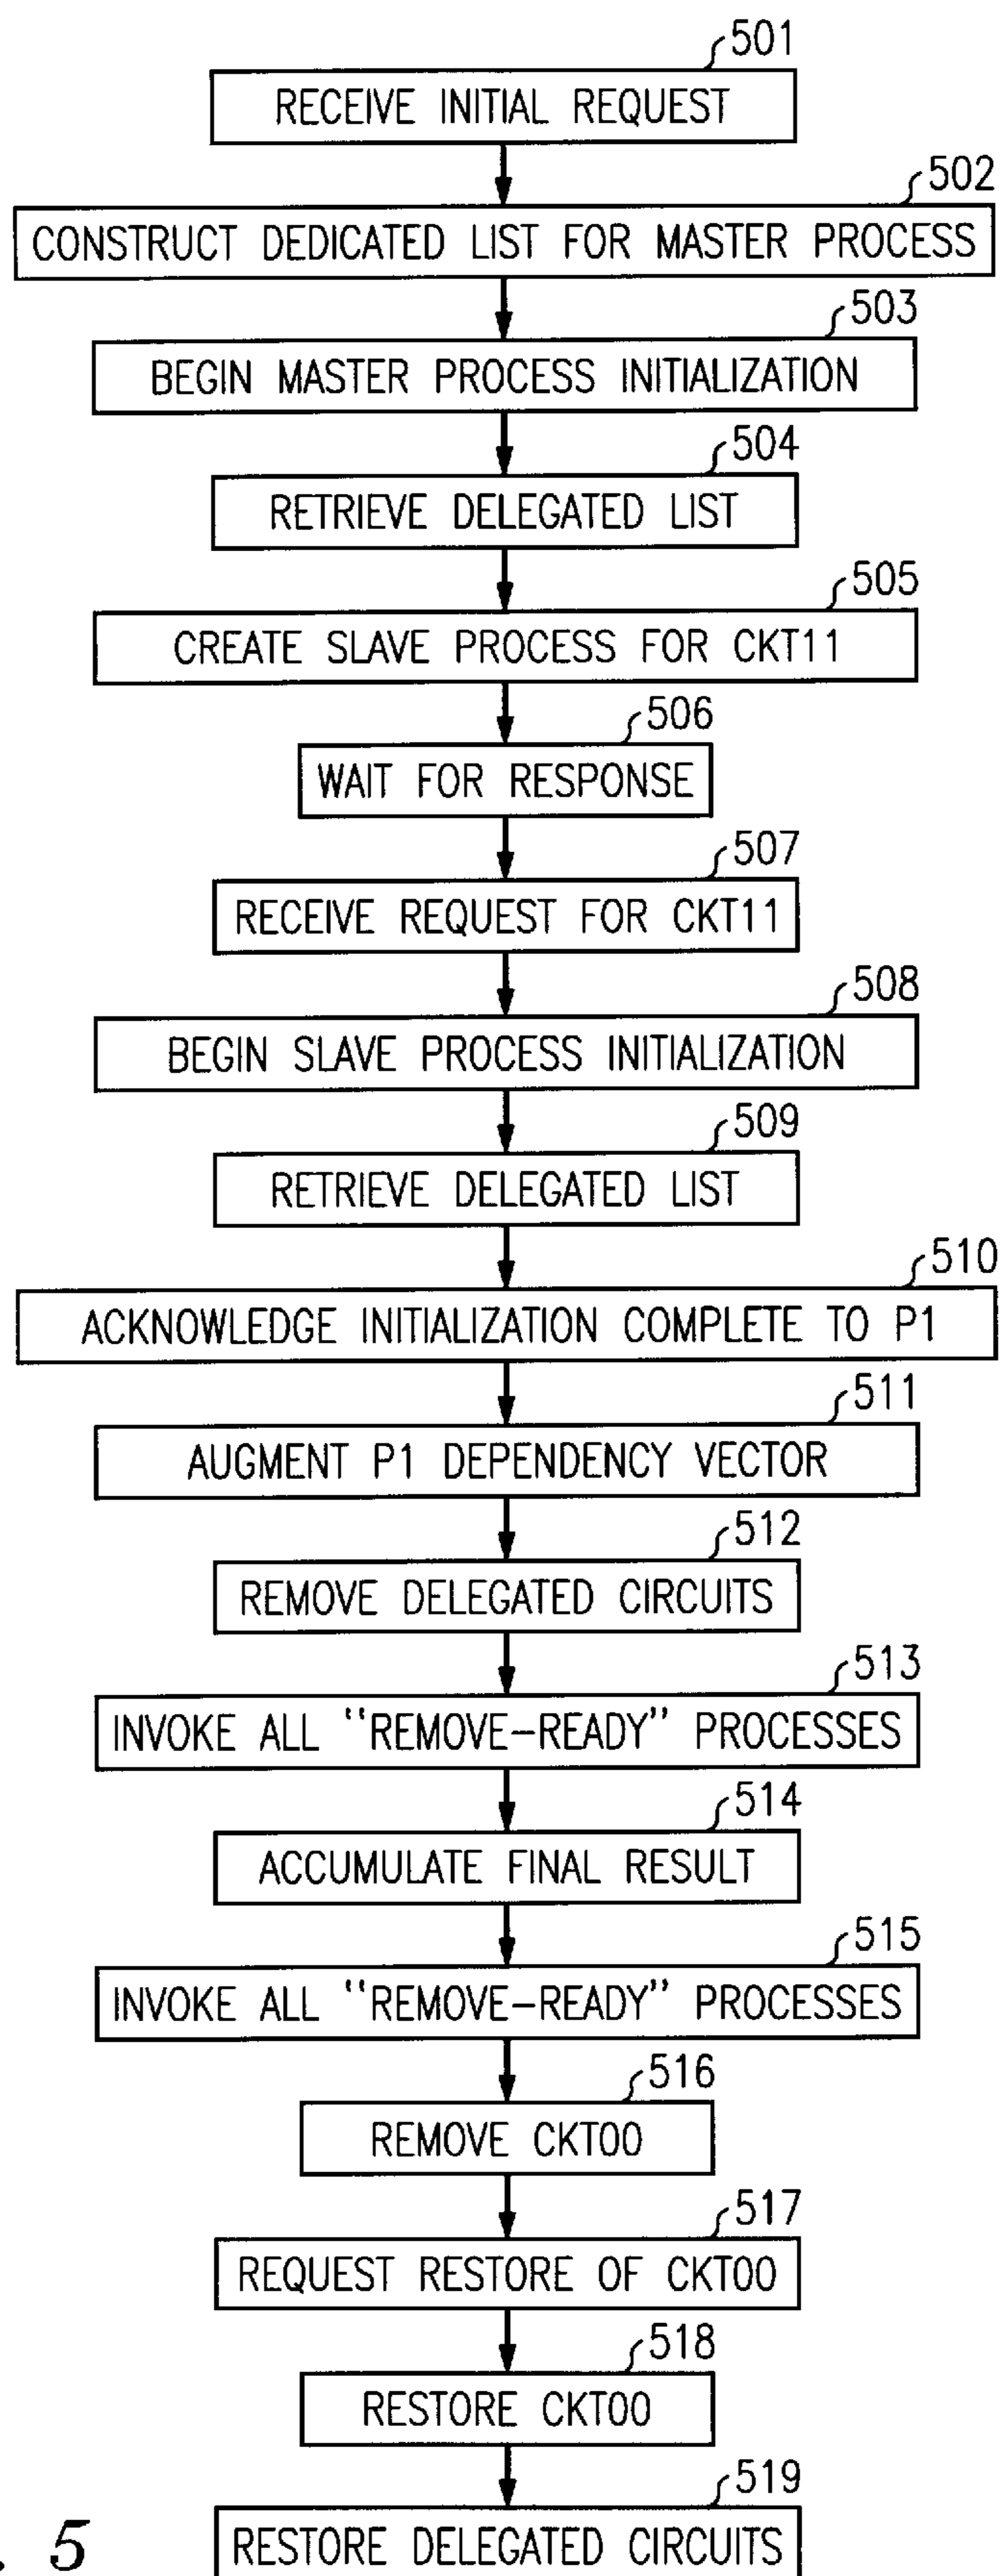 501
RECEIVE INITIAL REQUEST
502
CONSTRUCT DEDICATED LIST FOR MASTER PROCESS
503
BEGIN MASTER PROCESS INITIALIZATION
504
RETRIEVE DELEGATED LIST
505
CREATE SLAVE PROCESS FOR CKT11
506
WAIT FOR RESPONSE
507
RECEIVE REQUEST FOR CKT11
508
BEGIN SLAVE PROCESS INITIALIZATION
509
RETRIEVE DELEGATED LIST
510
ACKNOWLEDGE INITIALIZATION COMPLETE TO P1
511
AUGMENT P1 DEPENDENCY VECTOR
512
REMOVE DELEGATED CIRCUITS
513
INVOKE ALL "REMOVE-READY" PROCESSES
514
ACCUMULATE FINAL RESULT
515
INVOKE ALL "REMOVE-READY" PROCESSES
516
REMOVE CKT00
517
REQUEST RESTORE OF CKT00
518
RESTORE CKT00
519
RESTORE DELEGATED CIRCUITS
. 5